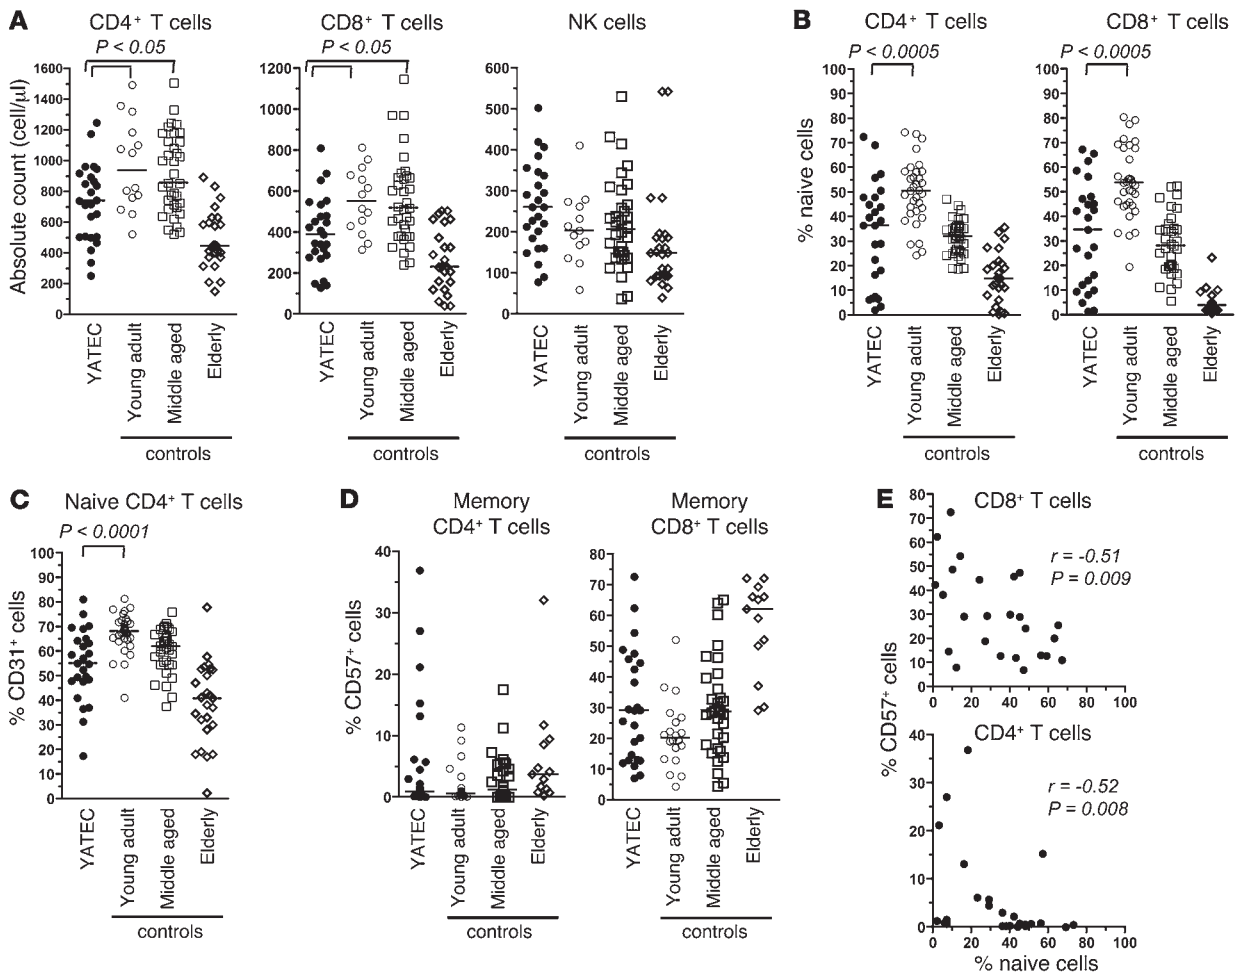 A
CD4+ T cells
P < 0.05
Absolute count (cell/μl)
1600
1400
1200
1000
800
600
400
200
0
YATEC
Young adult
Middle aged
Elderly
controls
CD8+ T cells
P < 0.05
1200
1000
800
600
400
200
0
YATEC
Young adult
Middle aged
Elderly
controls
NK cells
600
500
400
300
200
100
0
YATEC
Young adult
Middle aged
Elderly
controls
B
CD4+ T cells
P < 0.0005
% naive cells
100
90
80
70
60
50
40
30
20
10
0
YATEC
Young adult
Middle aged
Elderly
controls
CD8+ T cells
P < 0.0005
100
90
80
70
60
50
40
30
20
10
0
YATEC
Young adult
Middle aged
Elderly
controls
C
Naive CD4+ T cells
P < 0.0001
% CD31+ cells
100
90
80
70
60
50
40
30
20
10
0
YATEC
Young adult
Middle aged
Elderly
controls
D
Memory
CD4+ T cells
% CD57+ cells
40
30
20
10
0
YATEC
Young adult
Middle aged
Elderly
controls
Memory
CD8+ T cells
80
70
60
50
40
30
20
10
0
YATEC
Young adult
Middle aged
Elderly
controls
E
CD8+ T cells
r = -0.51
P = 0.009
80
70
60
50
40
30
20
10
0
0 20 40 60 80 100
% CD57+ cells
CD4+ T cells
r = -0.52
P = 0.008
40
30
20
10
0
0 20 40 60 80 100
% naive cells